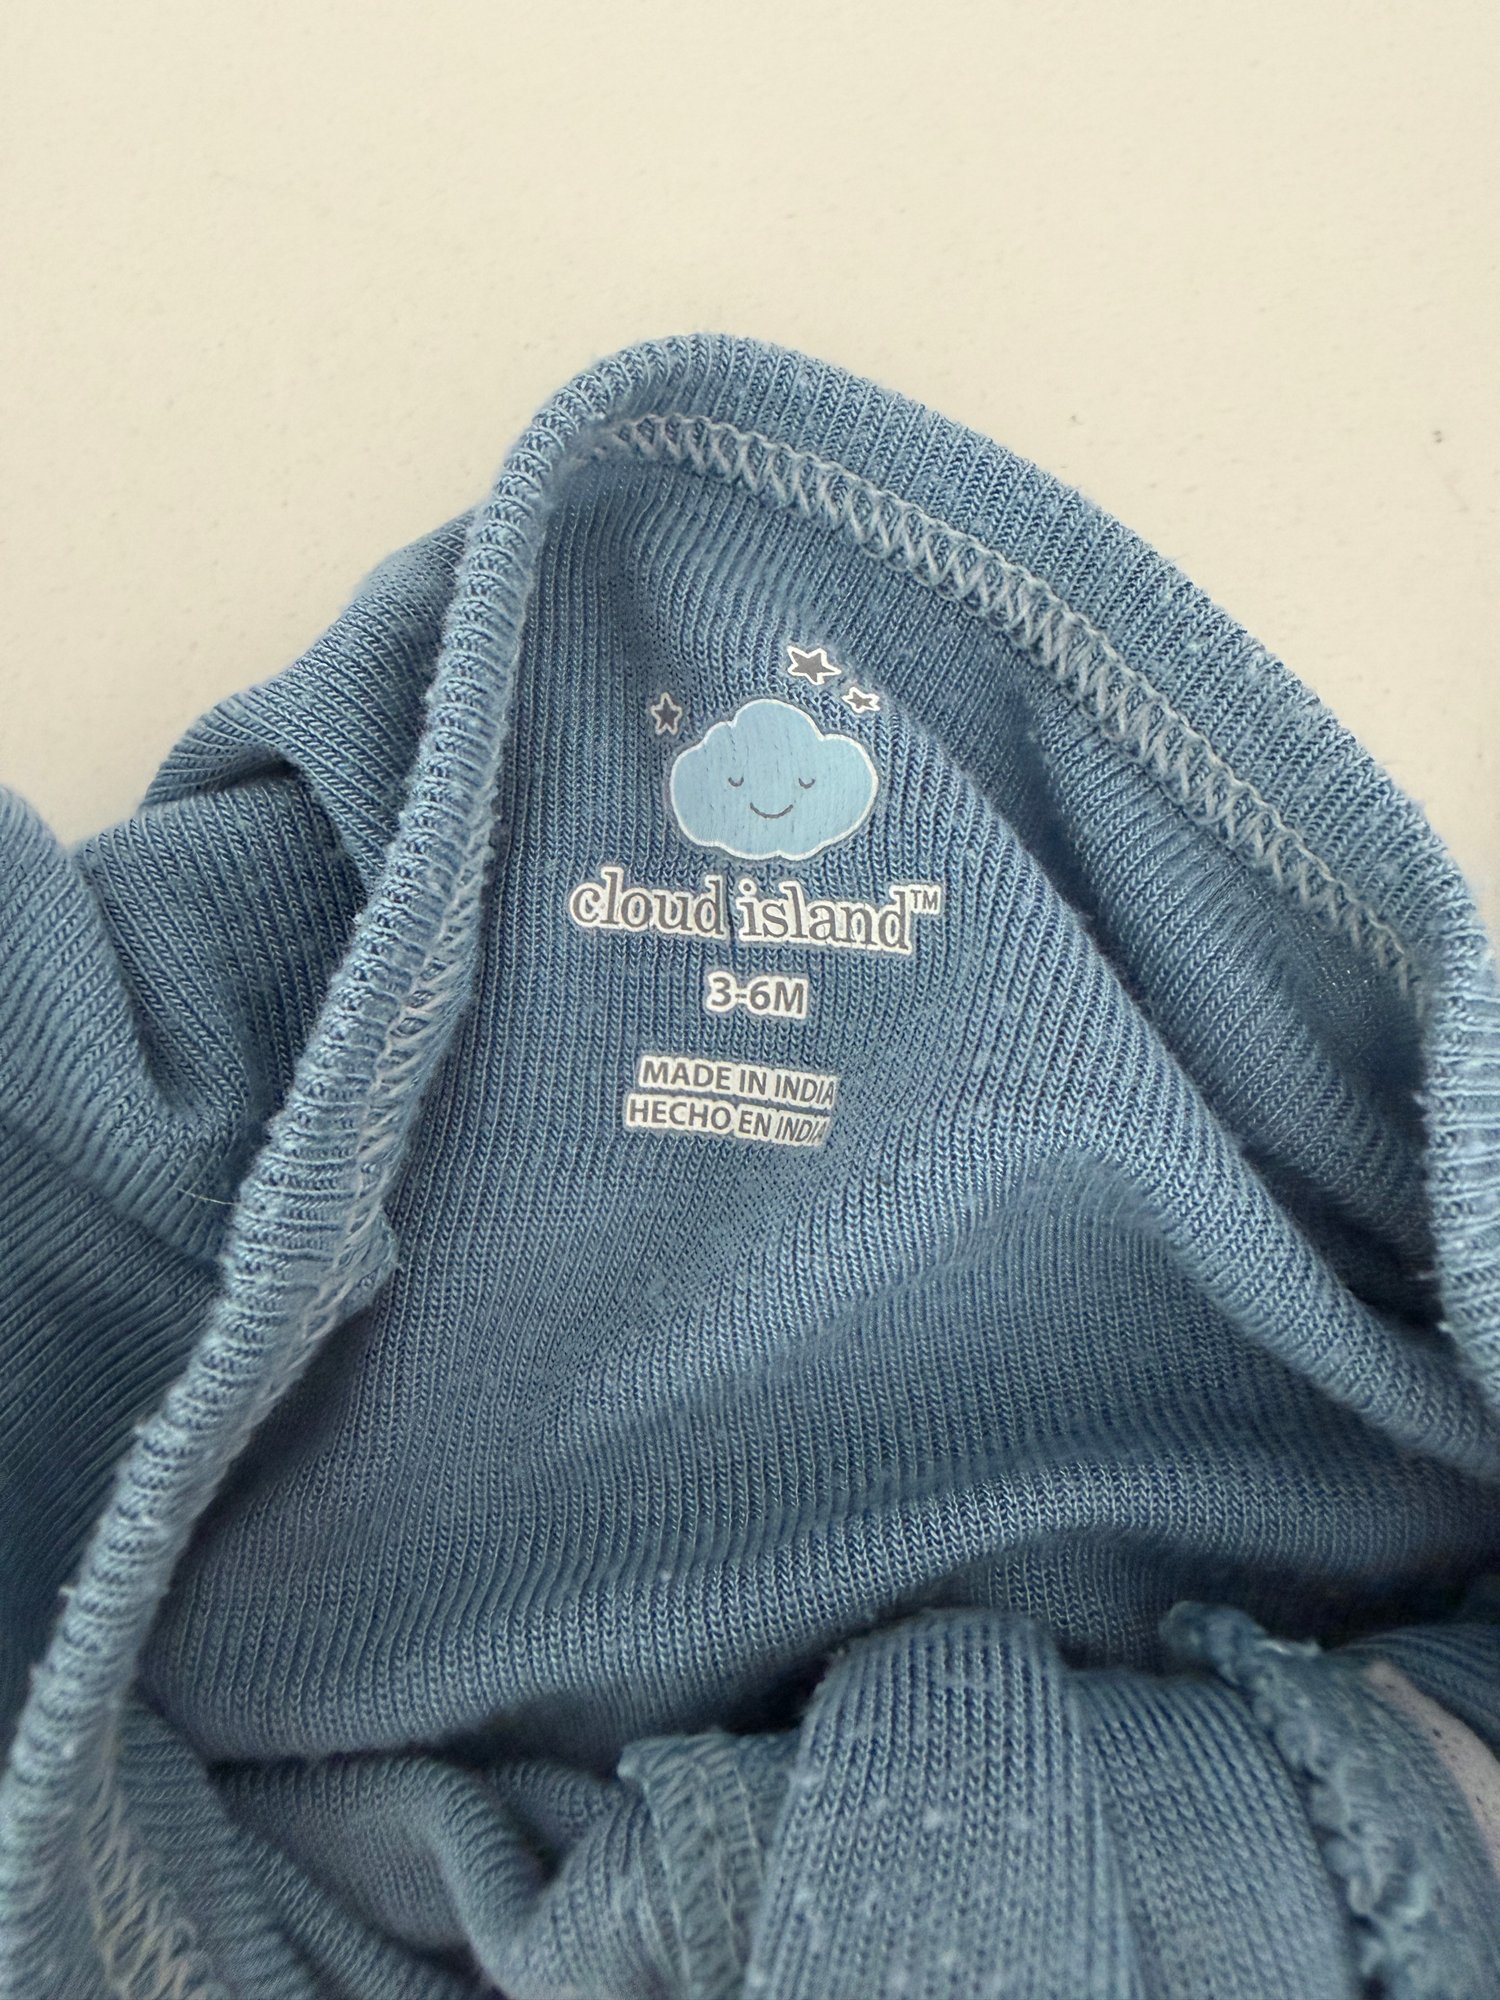 cloud island™
3-6M
MADE IN INDIA
HECHO EN INDIA